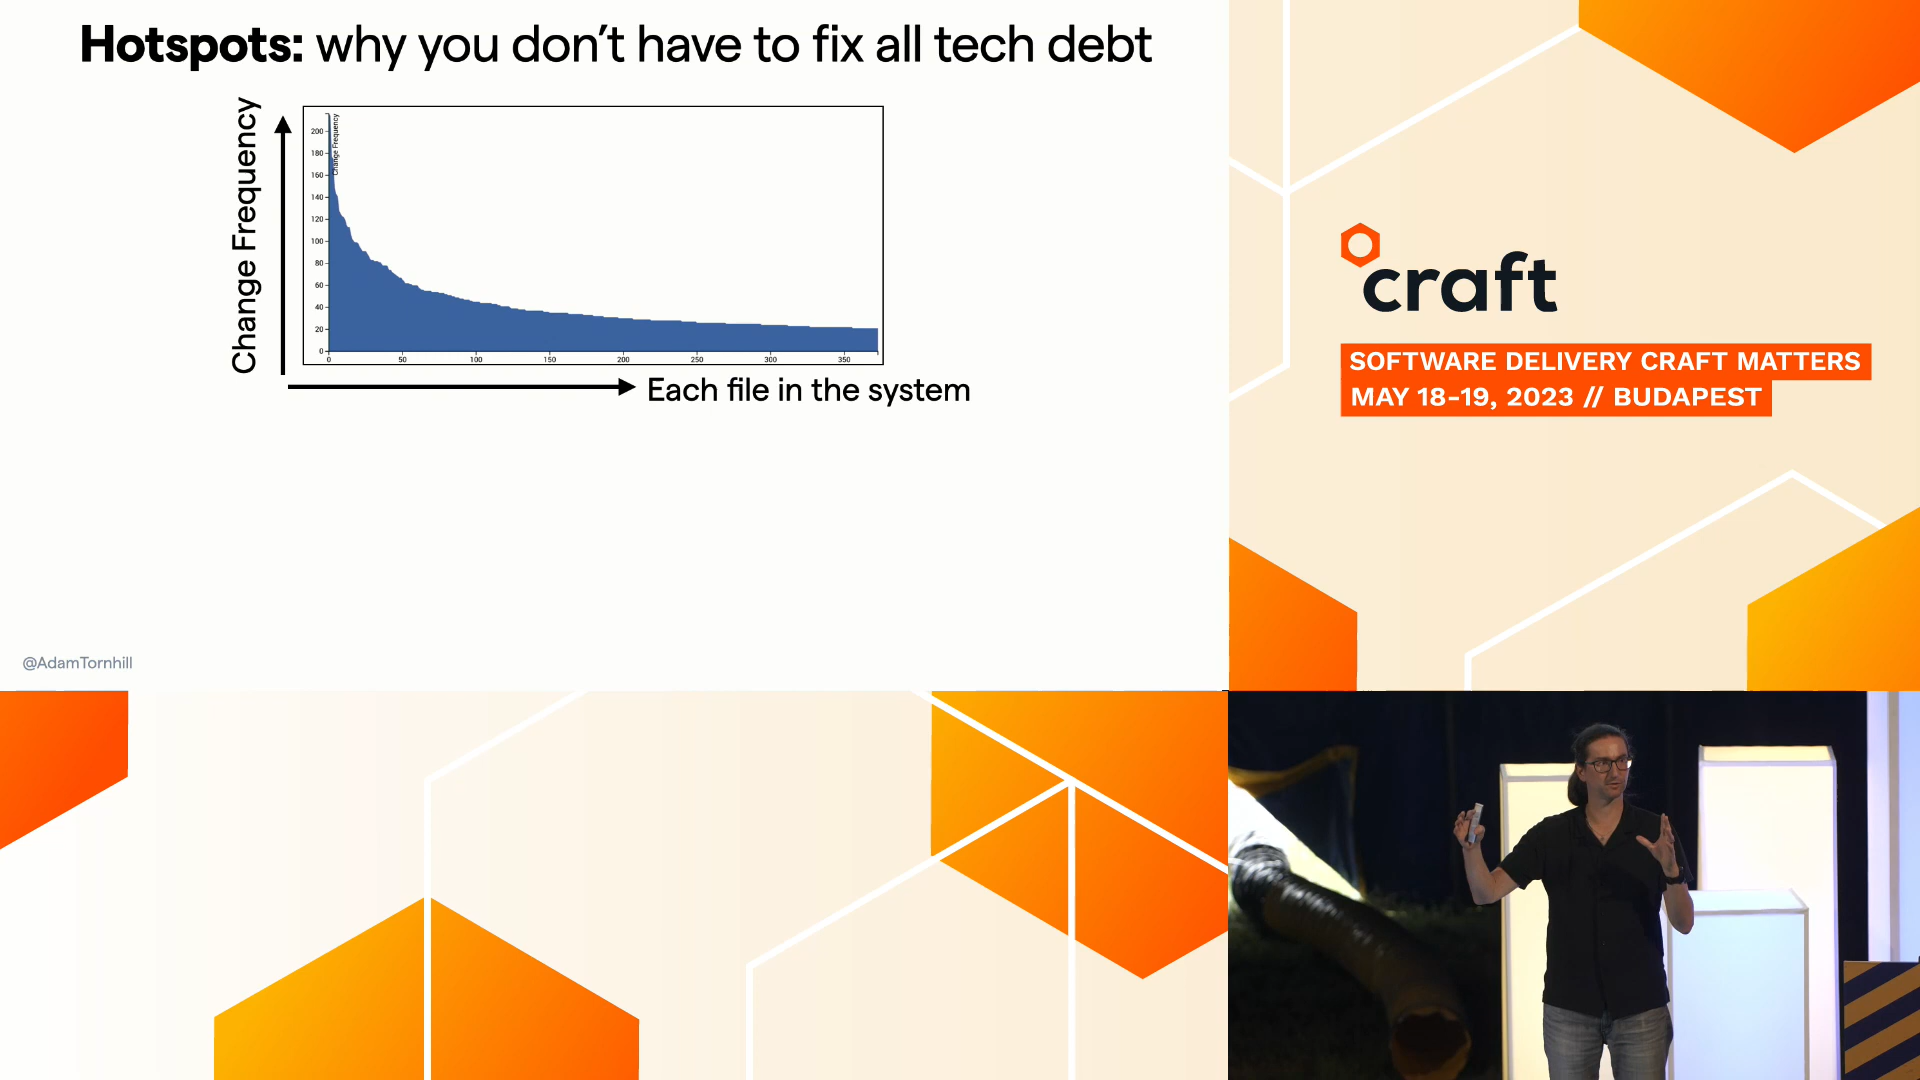 Hotspots: why you don't have to fix all tech debt
Change Frequency
Change Frequency
200
180
160
140
120
100
80
60
40
20
0
0 50 100 150 200 250 300 350
Each file in the system
@AdamTornhill
craft
SOFTWARE DELIVERY CRAFT MATTERS
MAY 18-19, 2023 // BUDAPEST